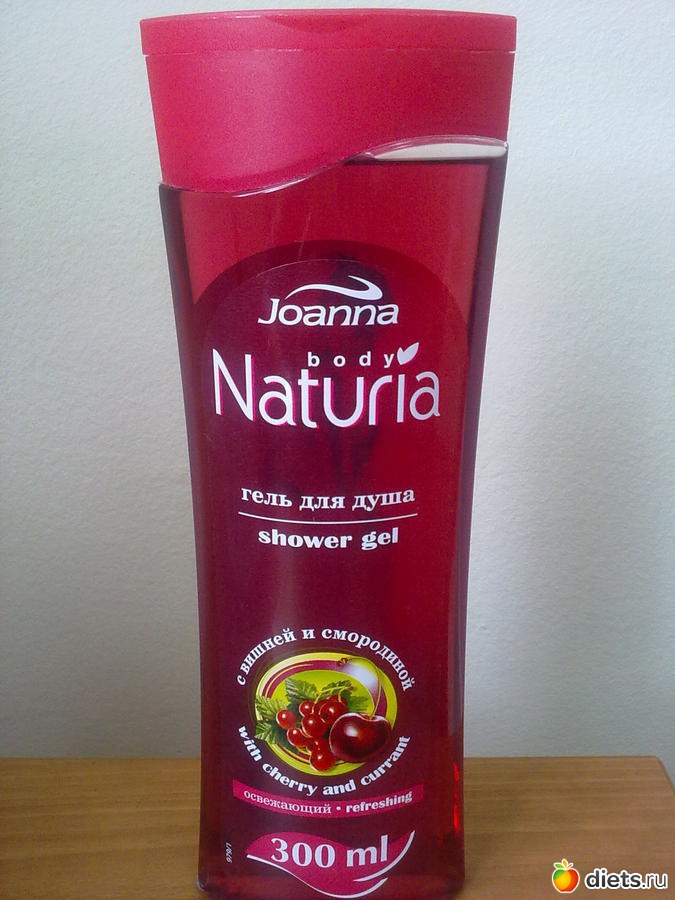 Joanna
body
Naturia
гель для душа
shower gel
с вишней и смородиной
with cherry and currant
освежающий • refreshing
300 ml
diets.ru